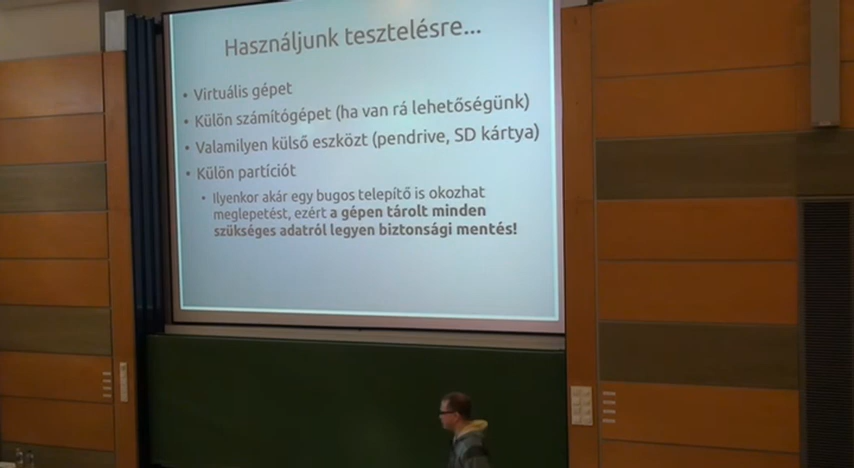 Használjunk tesztelésre...
• Virtuális gépet
• Külön számítógépet (ha van rá lehetőségünk)
• Valamilyen külső eszközt (pendrive, SD kártya)
• Külön partíciót
• Ilyenkor akár egy bugos telepítő is okozhat
meglepetést, ezért a gépen tárolt minden
szükséges adatról legyen biztonsági mentés!